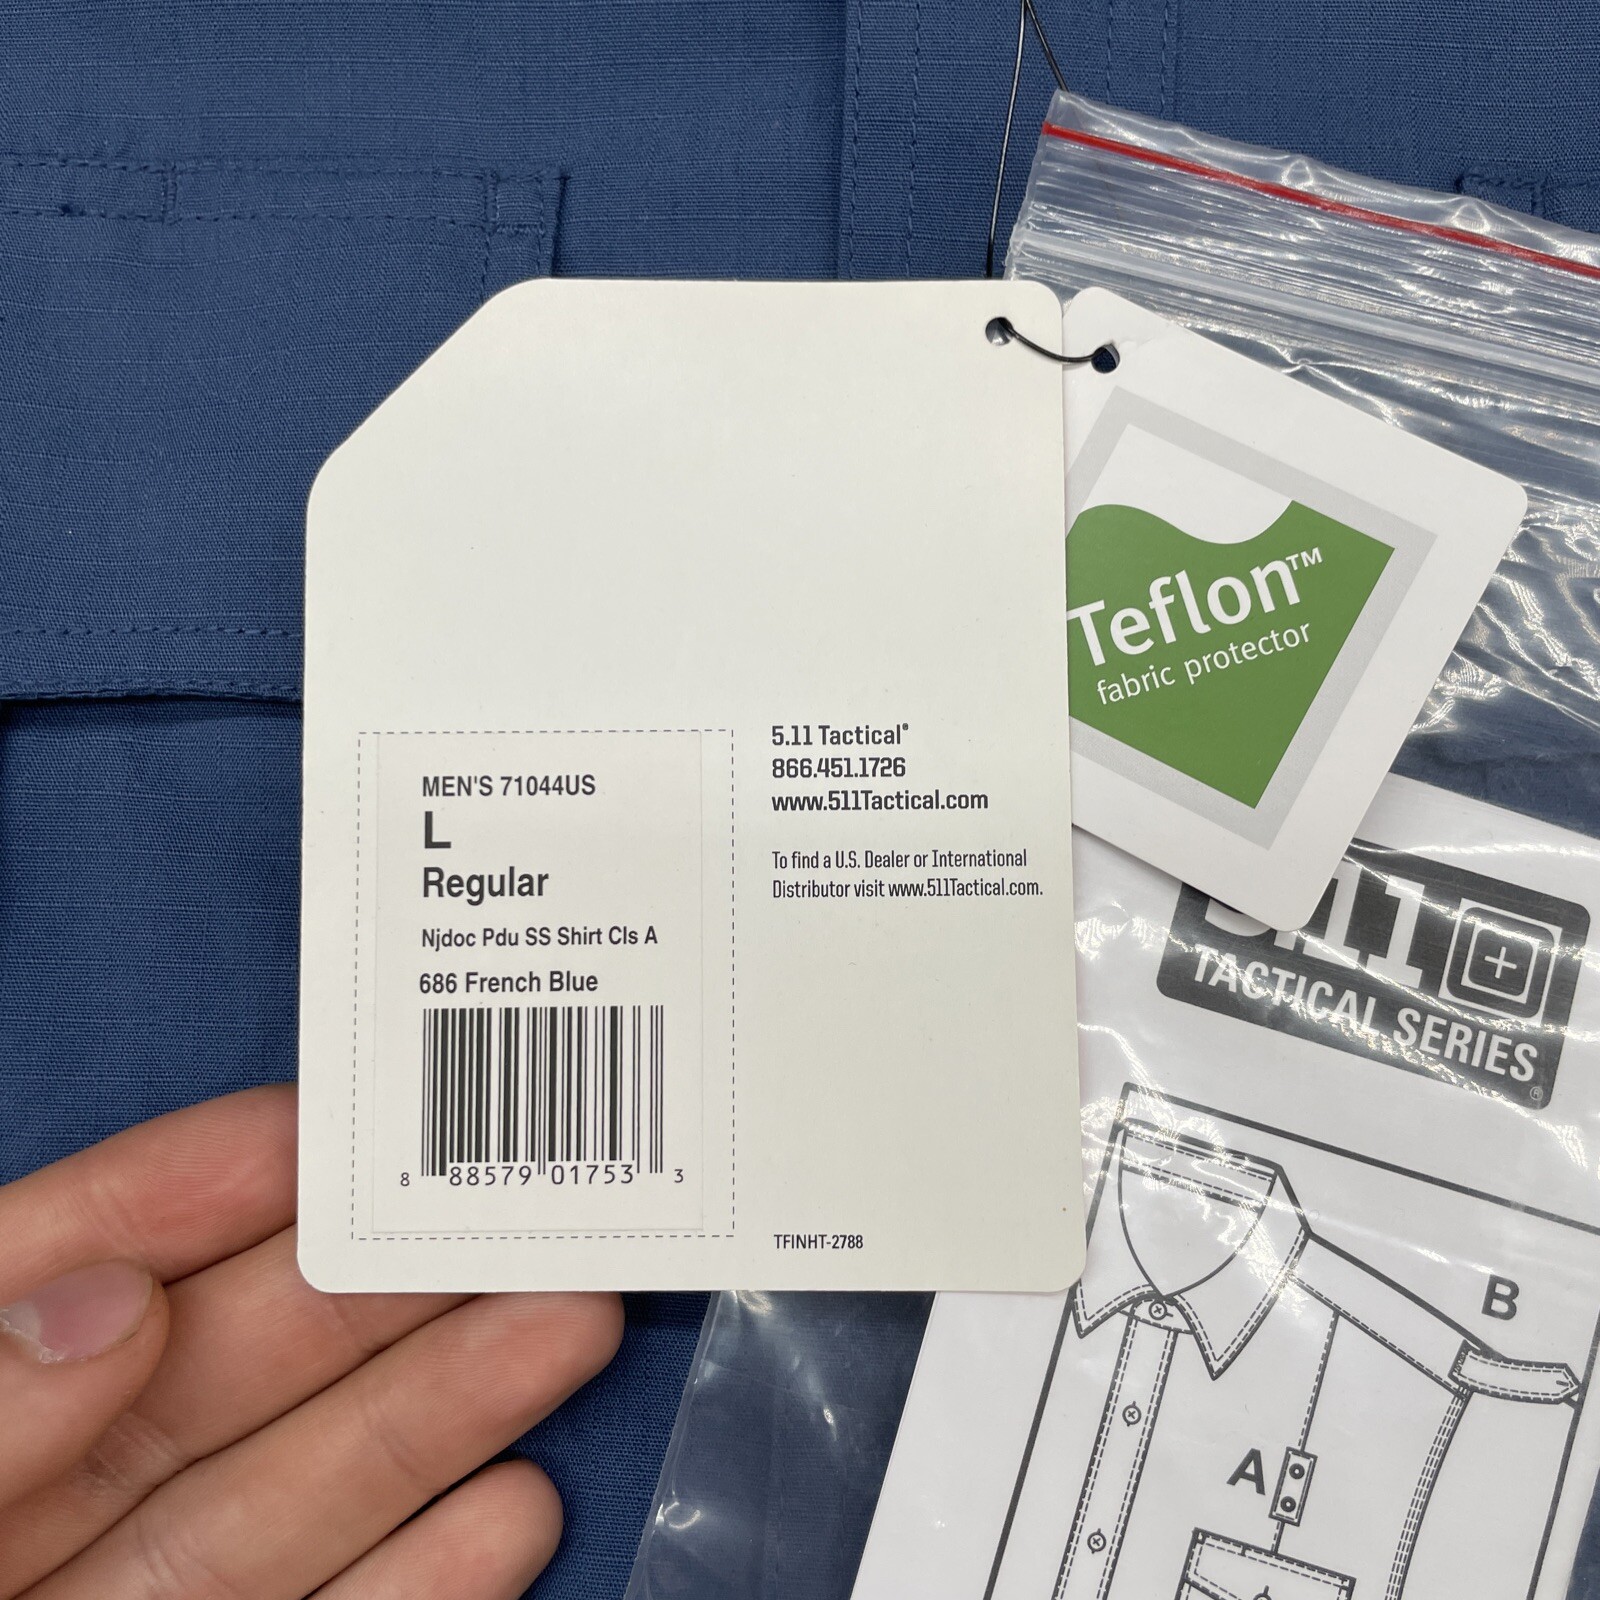 Teflon™
fabric protector
MEN'S 71044US
L
Regular
Njdoc Pdu SS Shirt Cls A
686 French Blue
8 88579 01753 3
5.11 Tactical®
866.451.1726
www.511Tactical.com
To find a U.S. Dealer or International
Distributor visit www.511Tactical.com.
TFINHT-2788
5.11
TACTICAL SERIES®
B
A